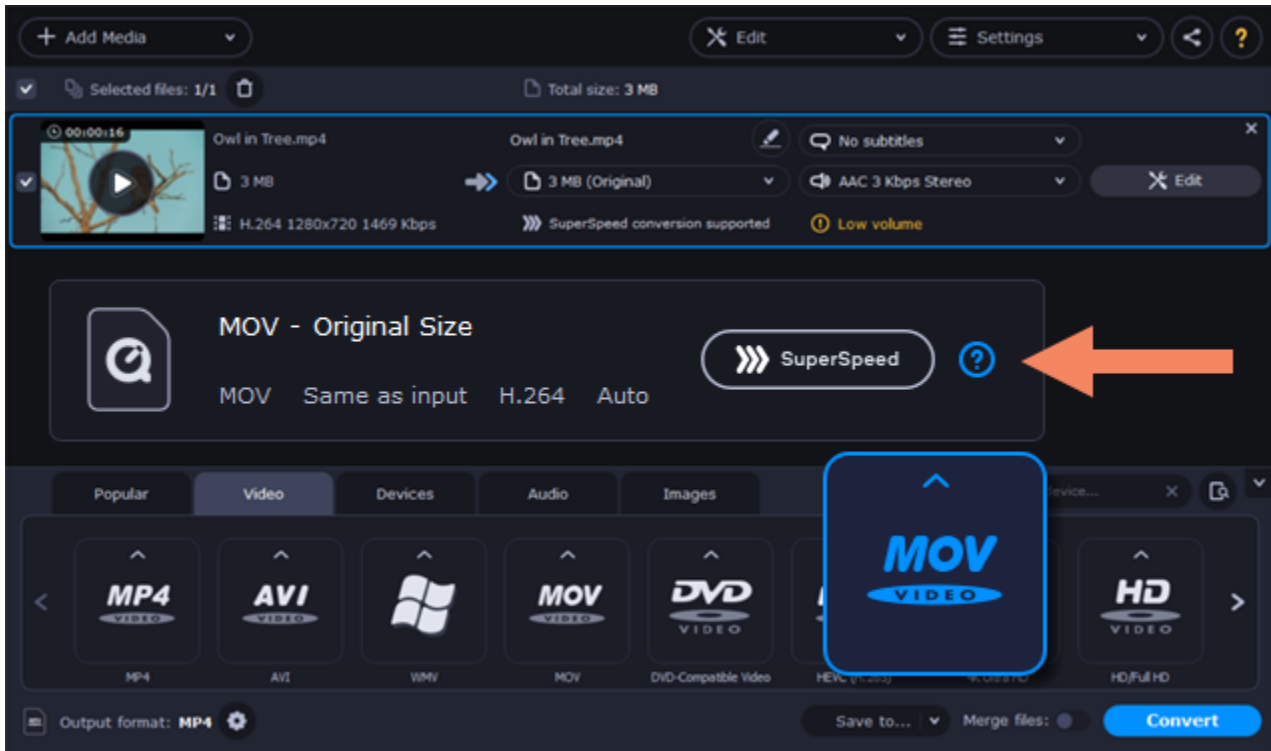 Add Media
Edit
Settings
?
Selected files: 1/1
Total size: 3 MB
00:00:16
Owl in Tree.mp4
Owl in Tree.mp4
No subtitles
3 MB
3 MB (Original)
AAC 3 Kbps Stereo
Edit
H.264 1280x720 1469 Kbps
SuperSpeed conversion supported
Low volume
MOV - Original Size
MOV Same as input H.264 Auto
SuperSpeed
?
Popular
Video
Devices
Audio
Images
device...
MP4
VIDEO
AVI
VIDEO
MOV
VIDEO
DVD
VIDEO
MOV
VIDEO
HD
VIDEO
MP4
AVI
WMV
MOV
DVD-Compatible Video
HD/Full HD
Output format: MP4
Save to...
Merge files:
Convert